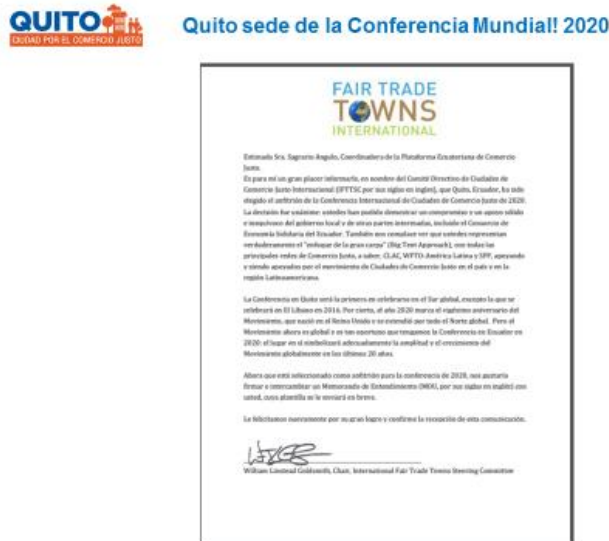 QUITO
CIUDAD POR EL COMERCIO JUSTO
Quito sede de la Conferencia Mundial! 2020
FAIR TRADE
TOWNS
INTERNATIONAL
Estimada Sra. Sagrario Angulo, Coordinadora de la Plataforma Ecuatoriana de Comercio
Justo.
Es para mí un gran placer informarle, en nombre del Comité Directivo de Ciudades de
Comercio Justo Internacional (IFTTSC por sus siglas en inglés), que Quito, Ecuador, ha sido
elegido el anfitrión de la Conferencia Internacional de Ciudades de Comercio Justo de 2020.
La decisión fue unánime: ustedes han podido demostrar un compromiso y un apoyo sólido
e inequívoco del gobierno local y de otras partes interesadas, incluido el Consorcio de
Economía Solidaria del Ecuador. También nos complace ver que ustedes representan
verdaderamente el "enfoque de la gran carpa" (Big Tent Approach), con todas las
principales redes de Comercio Justo, a saber, CLAC, WFTO-América Latina y SPP, apoyando
y siendo apoyados por el movimiento de Ciudades de Comercio Justo en el país y en la
región Latinoamericana.
La Conferencia en Quito será la primera en celebrarse en el Sur global, excepto la que se
celebrará en El Líbano en 2016. Por cierto, el año 2020 marca el vigésimo aniversario del
Movimiento, que nació en el Reino Unido y se extendió por todo el Norte global. Pero el
Movimiento ahora es global y es tan oportuno que tengamos la Conferencia en Ecuador en
2020: el lugar en sí simbolizará adecuadamente la amplitud y el crecimiento del
Movimiento globalmente en los últimos 20 años.
Ahora que está seleccionado como anfitrión para la conferencia de 2020, nos gustaría
firmar e intercambiar un Memorando de Entendimiento (MOU, por sus siglas en inglés) con
usted, cuya plantilla se le enviará en breve.
Le felicitamos nuevamente por su gran logro y confirme la recepción de esta comunicación.
William Linstead Goldsmith, Chair, International Fair Trade Towns Steering Committee